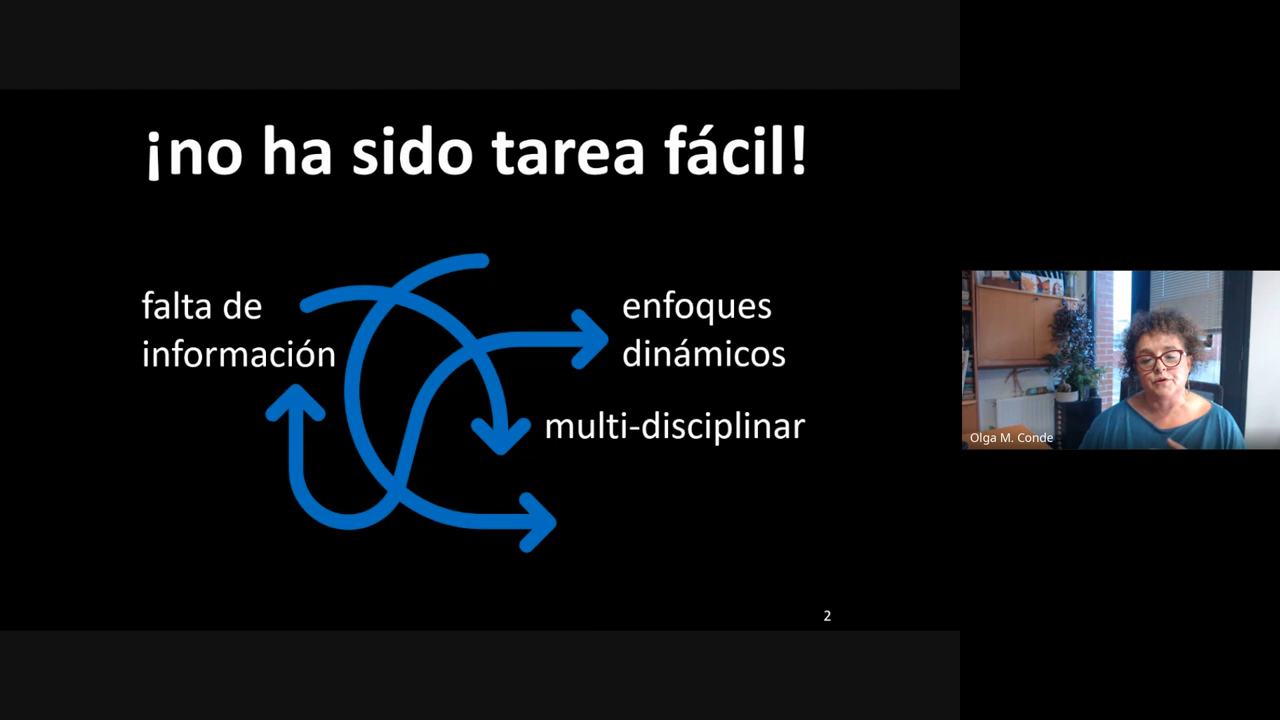 ¡no ha sido tarea fácil!
falta de
información
enfoques
dinámicos
multi-disciplinar
2
Olga M. Conde